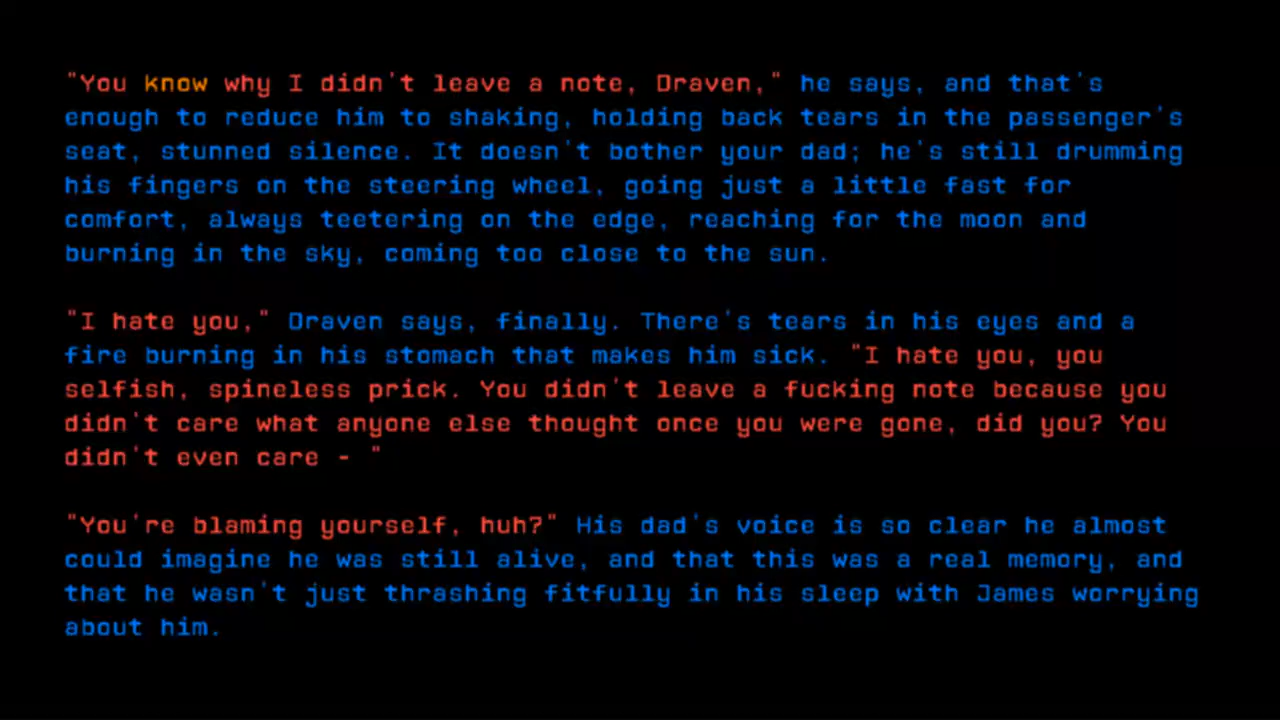 "You know why I didn't leave a note, Draven," he says, and that's
enough to reduce him to shaking, holding back tears in the passenger's
seat, stunned silence. It doesn't bother your dad; he's still drumming
his fingers on the steering wheel, going just a little fast for
comfort, always teetering on the edge, reaching for the moon and
burning in the sky, coming too close to the sun.
"I hate you," Draven says, finally. There's tears in his eyes and a
fire burning in his stomach that makes him sick. "I hate you, you
selfish, spineless prick. You didn't leave a fucking note because you
didn't care what anyone else thought once you were gone, did you? You
didn't even care - "
"You're blaming yourself, huh?" His dad's voice is so clear he almost
could imagine he was still alive, and that this was a real memory, and
that he wasn't just thrashing fitfully in his sleep with James worrying
about him.